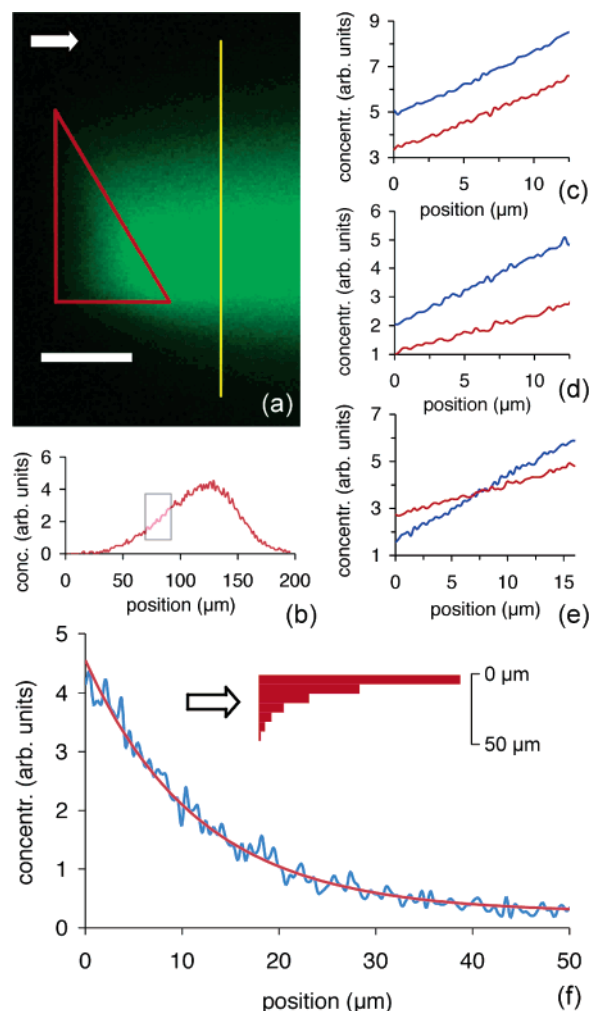 (a)
conc. (arb. units)
6
4
2
0
0 50 100 150 200
position (µm)
(b)
concentr. (arb. units)
9
7
5
3
0 5 10
position (µm)
(c)
concentr. (arb. units)
6
5
4
3
2
1
0 5 10
position (µm)
(d)
concentr. (arb. units)
7
5
3
1
0 5 10 15
position (µm)
(e)
concentr. (arb. units)
5
4
3
2
1
0
0 10 20 30 40 50
position (µm)
0 µm
50 µm
(f)